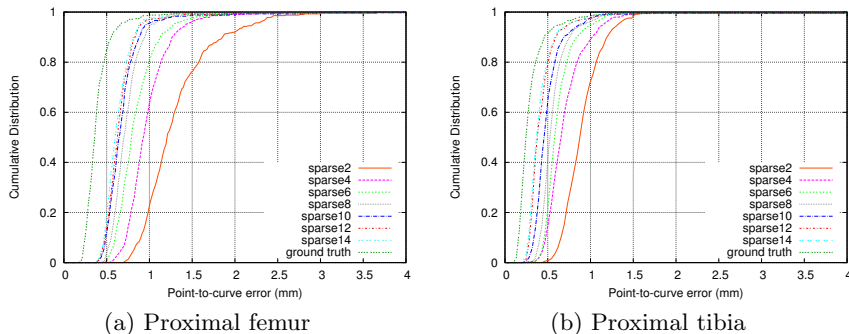 1
0.8
0.6
0.4
0.2
0
Cumulative Distribution
sparse2
sparse4
sparse6
sparse8
sparse10
sparse12
sparse14
ground truth
0 0.5 1 1.5 2 2.5 3 3.5 4
Point-to-curve error (mm)
(a) Proximal femur
1
0.8
0.6
0.4
0.2
0
Cumulative Distribution
sparse2
sparse4
sparse6
sparse8
sparse10
sparse12
sparse14
ground truth
0 0.5 1 1.5 2 2.5 3 3.5 4
Point-to-curve error (mm)
(b) Proximal tibia